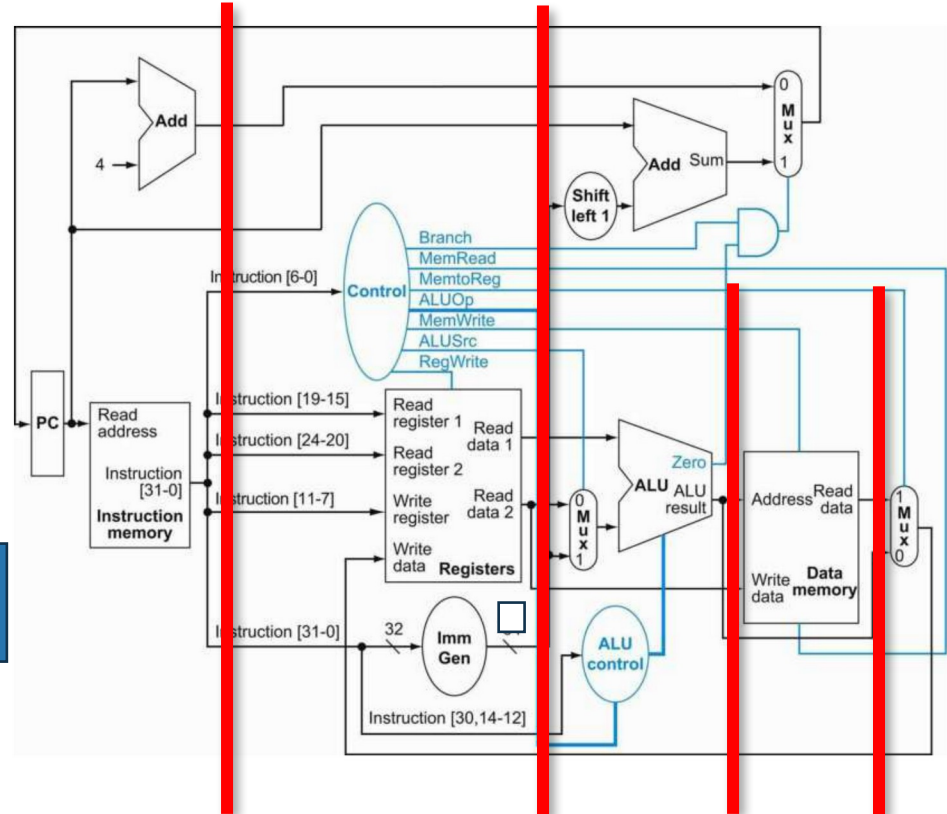 0
M
u
x
1
Add
4
Add Sum
Shift
left 1
Branch
MemRead
MemtoReg
ALUOp
MemWrite
ALUSrc
RegWrite
Control
Instruction [6-0]
Instruction [19-15]
Instruction [24-20]
Instruction [11-7]
Instruction [31-0]
PC
Read
address
Instruction
[31-0]
Instruction
memory
Read
register 1
Read
register 2
Write
register
Write
data
Read
data 1
Read
data 2
Registers
0
M
u
x
1
Zero
ALU
ALU
result
Address
Read
data
Write
data
Data
memory
1
M
u
x
0
32
Imm
Gen
ALU
control
Instruction [30,14-12]